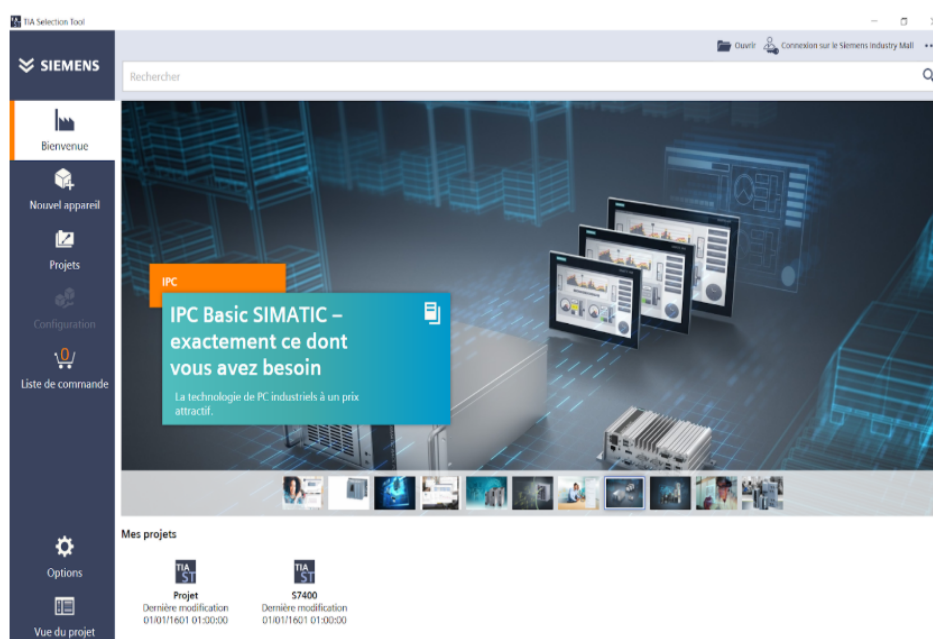 TIA Selection Tool
Ouvrir
Connexion sur le Siemens Industry Mall
SIEMENS
Rechercher
Bienvenue
Nouvel appareil
Projets
Configuration
0
Liste de commande
Options
Vue du projet
IPC
IPC Basic SIMATIC –
exactement ce dont
vous avez besoin
La technologie de PC industriels à un prix
attractif.
Mes projets
TIA
ST
Projet
Dernière modification
01/01/1601 01:00:00
TIA
ST
S7400
Dernière modification
01/01/1601 01:00:00